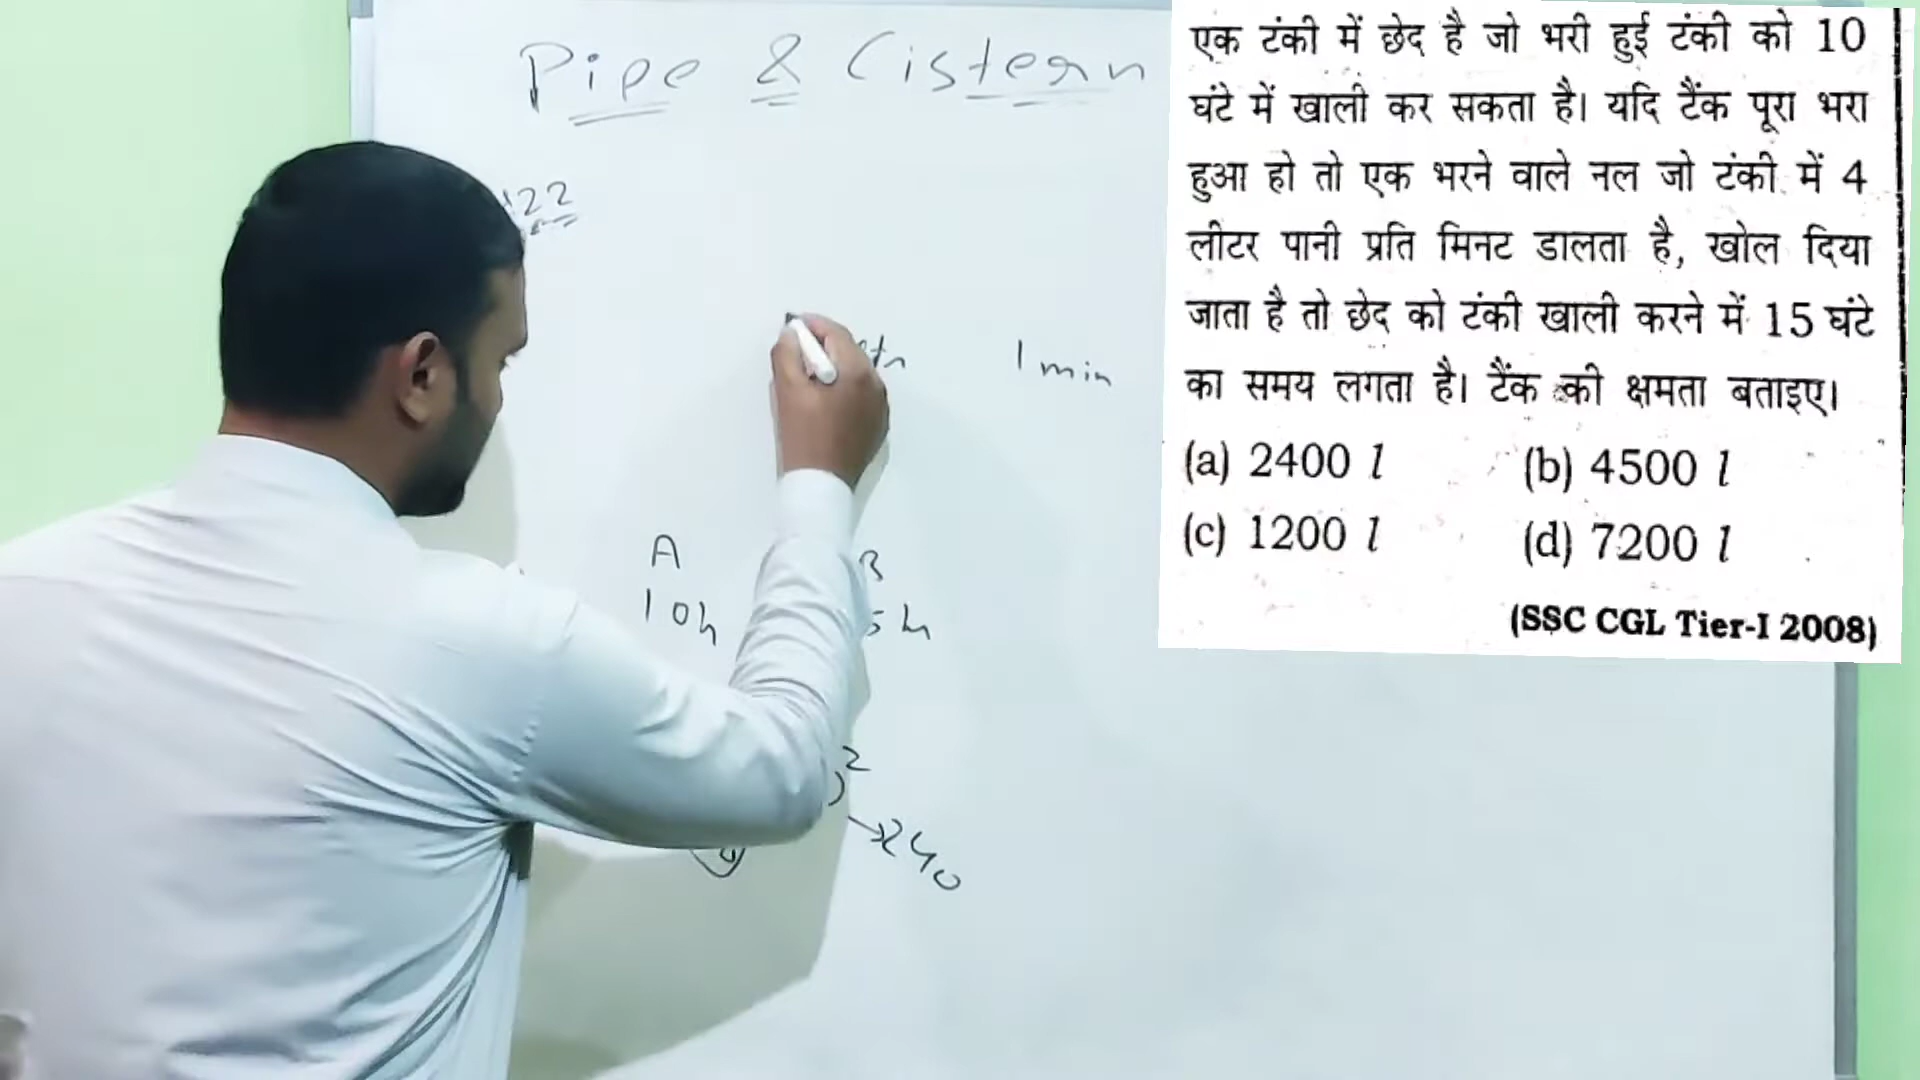 Pipe & Cistern
22
1 min
A
10h
2
240
एक टंकी में छेद है जो भरी हुई टंकी को 10
घंटे में खाली कर सकता है। यदि टैंक पूरा भरा
हुआ हो तो एक भरने वाले नल जो टंकी में 4
लीटर पानी प्रति मिनट डालता है, खोल दिया
जाता है तो छेद को टंकी खाली करने में 15 घंटे
का समय लगता है। टैंक की क्षमता बताइए।
(a) 2400 l (b) 4500 l
(c) 1200 l (d) 7200 l
(SSC CGL Tier-I 2008)